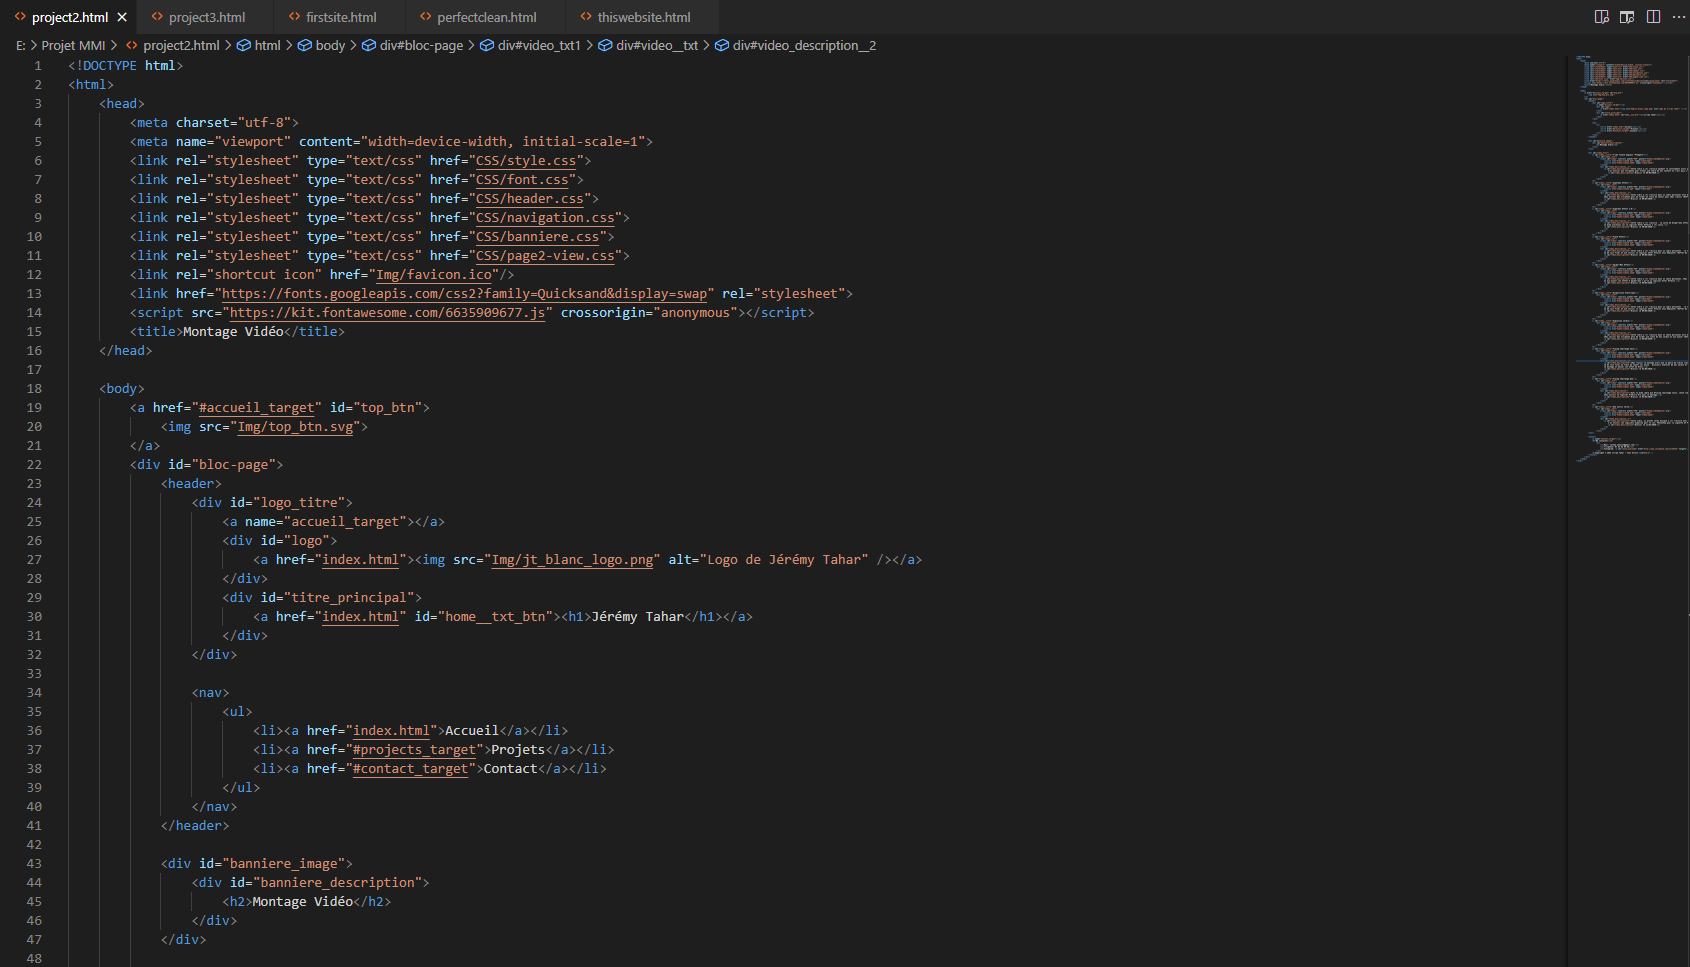 project2.html project3.html firstsite.html perfectclean.html thiswebsite.html
E: > Projet MMI > project2.html > html > body > div#bloc-page > div#video_txt1 > div#video__txt > div#video_description__2
1 <!DOCTYPE html>
2 <html>
3 <head>
4 <meta charset="utf-8">
5 <meta name="viewport" content="width=device-width, initial-scale=1">
6 <link rel="stylesheet" type="text/css" href="CSS/style.css">
7 <link rel="stylesheet" type="text/css" href="CSS/font.css">
8 <link rel="stylesheet" type="text/css" href="CSS/header.css">
9 <link rel="stylesheet" type="text/css" href="CSS/navigation.css">
10 <link rel="stylesheet" type="text/css" href="CSS/banniere.css">
11 <link rel="stylesheet" type="text/css" href="CSS/page2-view.css">
12 <link rel="shortcut icon" href="Img/favicon.ico"/>
13 <link href="https://fonts.googleapis.com/css2?family=Quicksand&display=swap" rel="stylesheet">
14 <script src="https://kit.fontawesome.com/6635909677.js" crossorigin="anonymous"></script>
15 <title>Montage Vidéo</title>
16 </head>
17
18 <body>
19 <a href="#accueil_target" id="top_btn">
20 <img src="Img/top_btn.svg">
21 </a>
22 <div id="bloc-page">
23 <header>
24 <div id="logo_titre">
25 <a name="accueil_target"></a>
26 <div id="logo">
27 <a href="index.html"><img src="Img/jt_blanc_logo.png" alt="Logo de Jérémy Tahar" /></a>
28 </div>
29 <div id="titre_principal">
30 <a href="index.html" id="home__txt_btn"><h1>Jérémy Tahar</h1></a>
31 </div>
32 </div>
33
34 <nav>
35 <ul>
36 <li><a href="index.html">Accueil</a></li>
37 <li><a href="#projects_target">Projets</a></li>
38 <li><a href="#contact_target">Contact</a></li>
39 </ul>
40 </nav>
41 </header>
42
43 <div id="banniere_image">
44 <div id="banniere_description">
45 <h2>Montage Vidéo</h2>
46 </div>
47 </div>
48